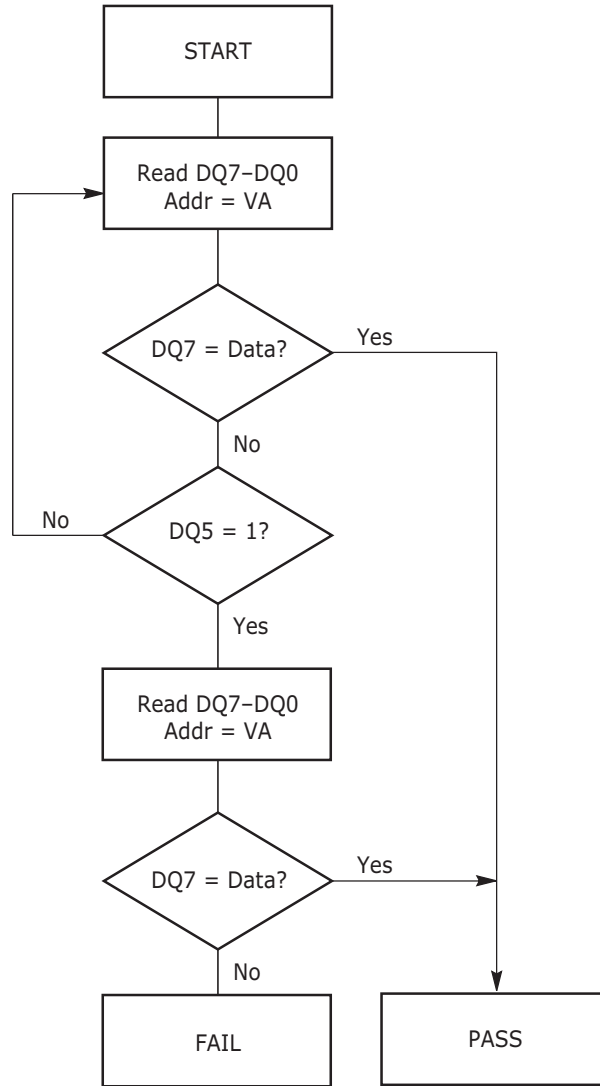 START
Read DQ7–DQ0
Addr = VA
DQ7 = Data?
Yes
No
No
DQ5 = 1?
Yes
Read DQ7–DQ0
Addr = VA
DQ7 = Data?
Yes
No
FAIL
PASS